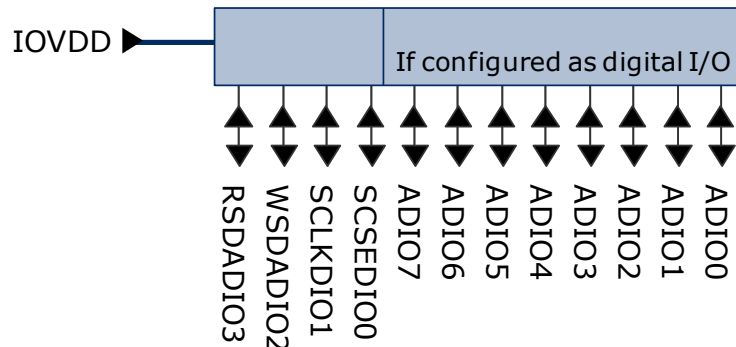 IOVDD
If configured as digital I/O
RSDADIO3
WSDADIO2
SCLKDIO1
SCSEDIO0
ADIO7
ADIO6
ADIO5
ADIO4
ADIO3
ADIO2
ADIO1
ADIO0